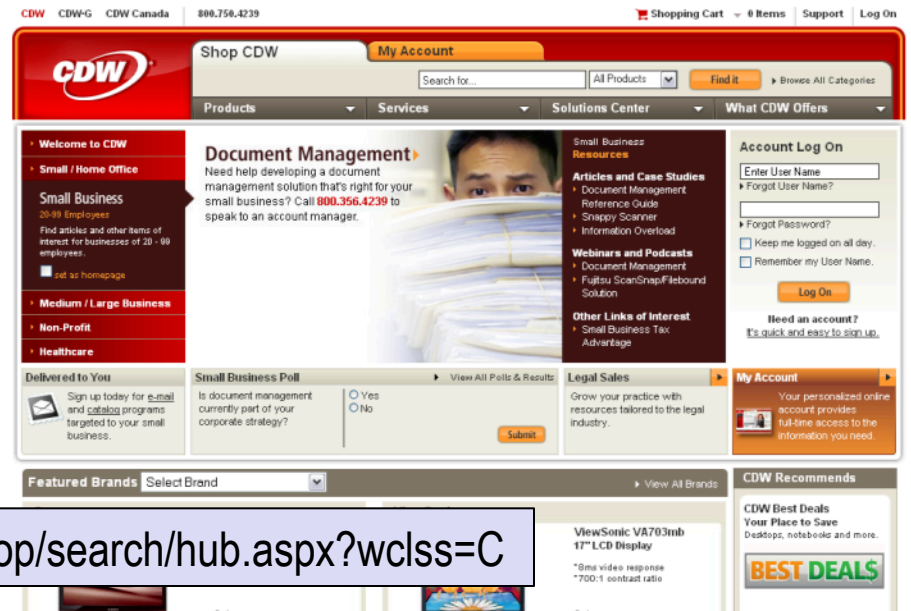 CDW CDW-G CDW Canada 800.750.4239 Shopping Cart 0 Items Support Log On
CDW
Shop CDW My Account
Search for... All Products Find it Browse All Categories
Products Services Solutions Center What CDW Offers
Welcome to CDW
Small / Home Office
Small Business
20-99 Employees
Find articles and other items of
interest for businesses of 20 - 99
employees.
set as homepage
Medium / Large Business
Non-Profit
Healthcare
Document Management
Need help developing a document
management solution that's right for your
small business? Call 800.356.4239 to
speak to an account manager.
Small Business
Resources
Articles and Case Studies
Document Management
Reference Guide
Snappy Scanner
Information Overload
Webinars and Podcasts
Document Management
Fujitsu ScanSnap/Filebound
Solution
Other Links of Interest
Small Business Tax
Advantage
Account Log On
Enter User Name
Forgot User Name?
Forgot Password?
Keep me logged on all day.
Remember my User Name.
Log On
Need an account?
It's quick and easy to sign up.
Delivered to You
Sign up today for e-mail
and catalog programs
targeted to your small
business.
Small Business Poll View All Polls & Results
Is document management
currently part of your
corporate strategy?
Yes
No
Submit
Legal Sales
Grow your practice with
resources tailored to the legal
industry.
My Account
Your personalized online
account provides
full-time access to the
information you need.
Featured Brands Select Brand View All Brands
op/search/hub.aspx?wclss=C
ViewSonic VA703mb
17" LCD Display
*8ms video response
*700:1 contrast ratio
CDW Recommends
CDW Best Deals
Your Place to Save
Desktops, notebooks and more.
BEST DEALS